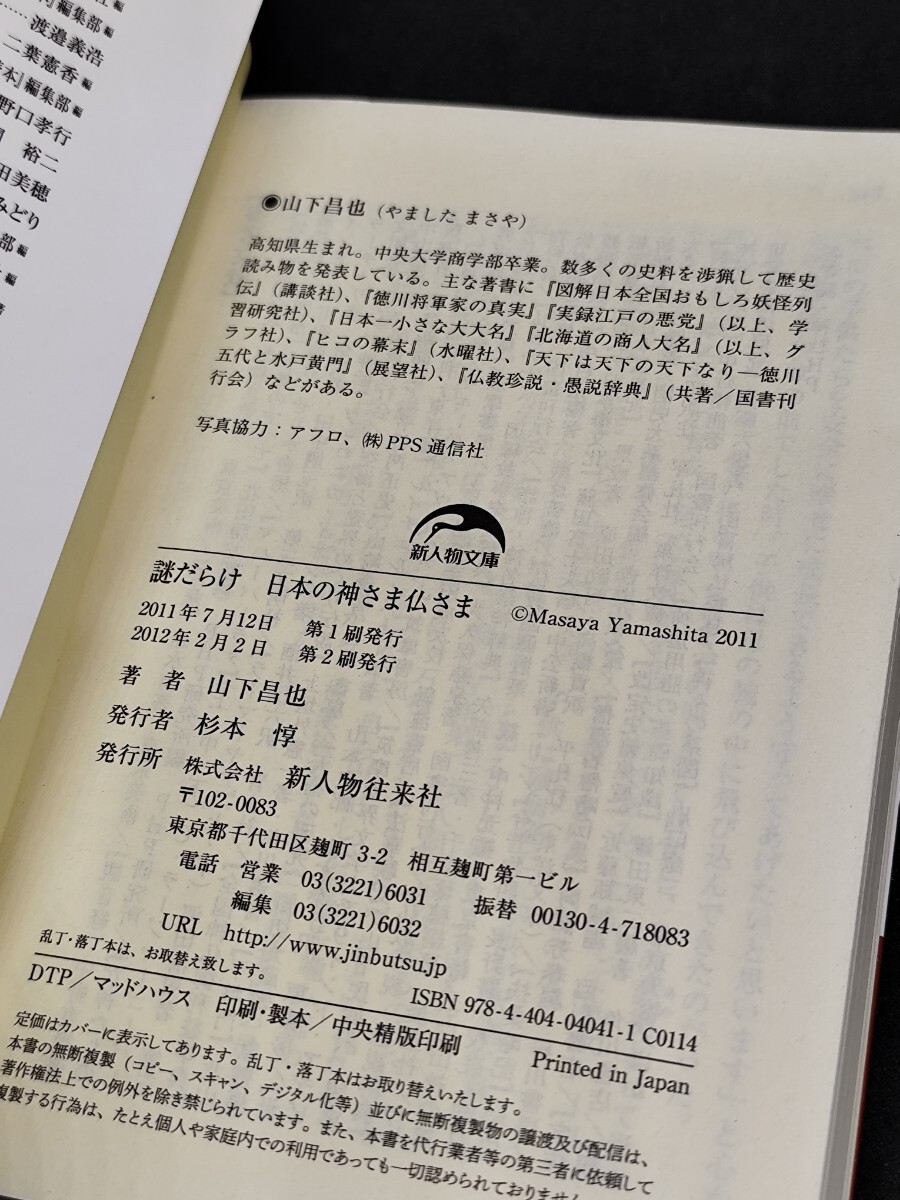 編集部編
渡邉義浩
二葉憲香編
本』編集部編
野口孝行
裕二
田美穂
みどり
部編
編
著
◉山下昌也(やました まさや)
高知県生まれ。中央大学商学部卒業。数多くの史料を渉猟して歴史
読み物を発表している。主な著書に『図解日本全国おもしろ妖怪列
伝』(講談社)、『徳川将軍家の真実』『実録江戸の悪党』(以上、学
習研究社)、『日本一小さな大大名』『北海道の商人大名』(以上、グ
ラフ社)、『ヒコの幕末』(水曜社)、『天下は天下の天下なり―徳川
五代と水戸黄門』(展望社)、『仏教珍説・愚説辞典』(共著/国書刊
行会)などがある。
写真協力:アフロ、㈱PPS通信社
新人物文庫
謎だらけ 日本の神さま仏さま ©Masaya Yamashita 2011
2011年7月12日 第1刷発行
2012年2月2日 第2刷発行
著者 山下昌也
発行者 杉本 惇
発行所 株式会社 新人物往来社
〒102-0083
東京都千代田区麹町3-2 相互麹町第一ビル
電話 営業 03(3221)6031 振替 00130-4-718083
編集 03(3221)6032
URL http://www.jinbutsu.jp
乱丁・落丁本は、お取替え致します。
ISBN 978-4-404-04041-1 C0114
DTP/マッドハウス 印刷・製本/中央精版印刷 Printed in Japan
定価はカバーに表示してあります。乱丁・落丁本はお取り替えいたします。
本書の無断複製(コピー、スキャン、デジタル化等)並びに無断複製物の譲渡及び配信は、
著作権法上での例外を除き禁じられています。また、本書を代行業者等の第三者に依頼して
複製する行為は、たとえ個人や家庭内での利用であっても一切認められておりません